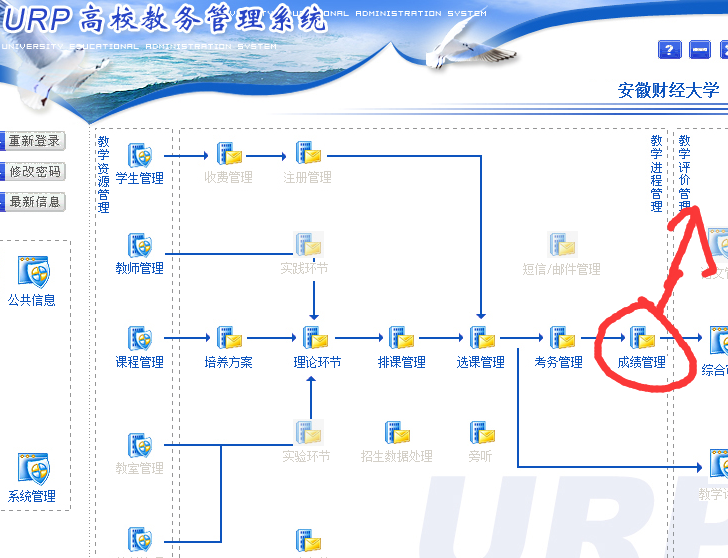 URP高校教务管理系统
UNIVERSITY EDUCATIONAL ADMINISTRATION SYSTEM
UNIVERSITY EDUCATIONAL ADMINISTRATION SYSTEM
?
安徽财经大学
重新登录
修改密码
最新信息
公共信息
系统管理
教学资源管理
教学进程管理
教学评价管理
学生管理
收费管理
注册管理
教师管理
实践环节
短信/邮件管理
课程管理
培养方案
理论环节
排课管理
选课管理
考务管理
成绩管理
综合
教室管理
实验环节
招生数据处理
旁听
教学
URP